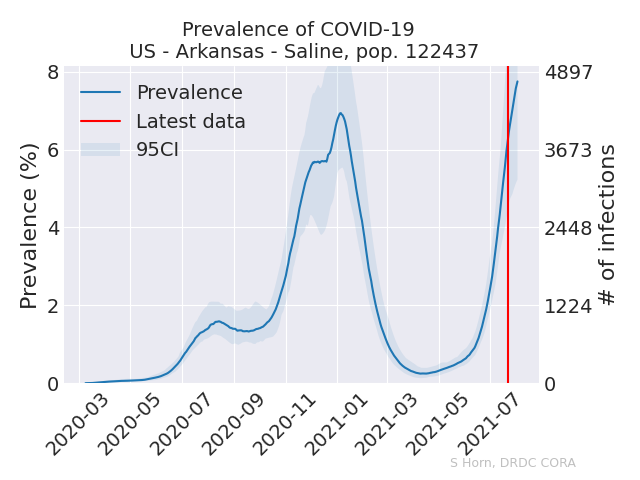 Prevalence of COVID-19
US - Arkansas - Saline, pop. 122437
Prevalence
Latest data
95CI
Prevalence (%)
8
6
4
2
0
4897
3673
2448
1224
0
# of infections
2020-03
2020-05
2020-07
2020-09
2020-11
2021-01
2021-03
2021-05
2021-07
S Horn, DRDC CORA